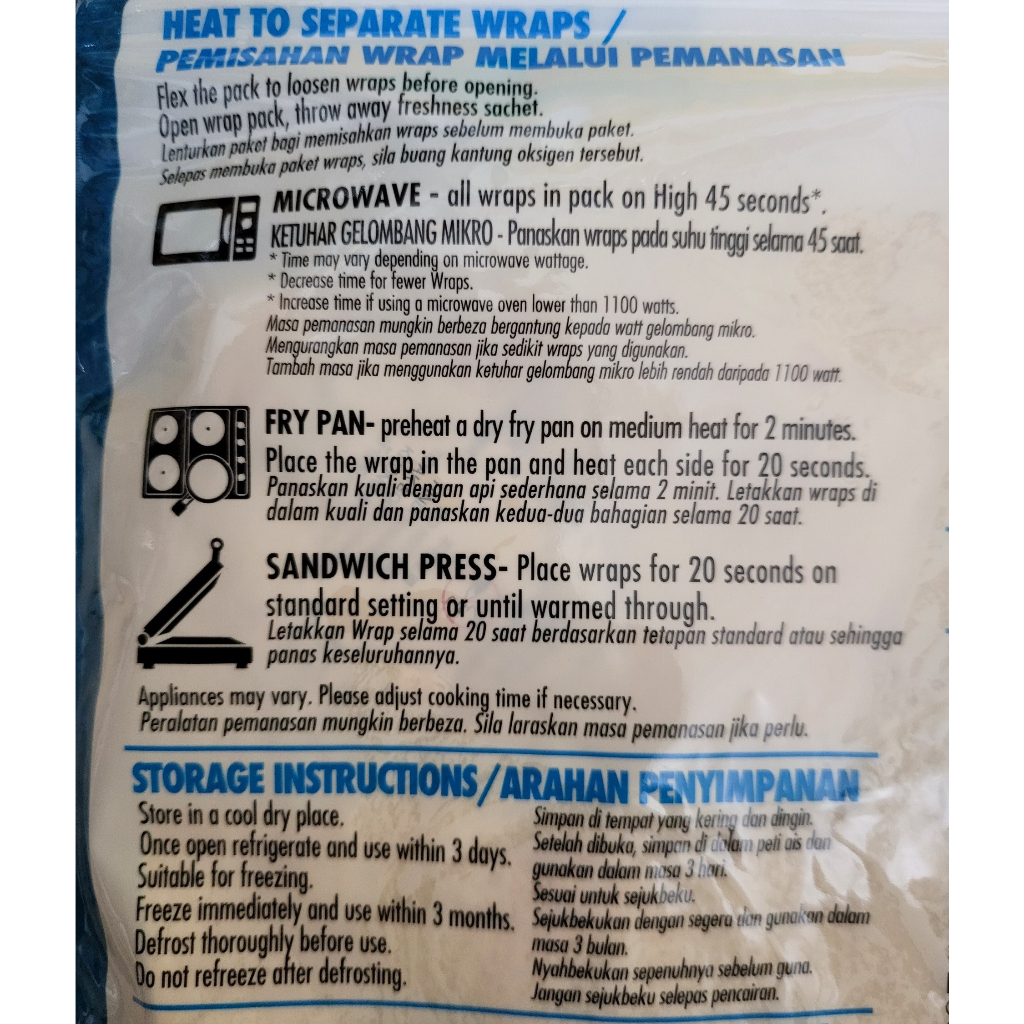 HEAT TO SEPARATE WRAPS /
PEMISAHAN WRAP MELALUI PEMANASAN
Flex the pack to loosen wraps before opening.
Open wrap pack, throw away freshness sachet.
Lenturkan paket bagi memisahkan wraps sebelum membuka paket.
Selepas membuka paket wraps, sila buang kantung oksigen tersebut.
MICROWAVE - all wraps in pack on High 45 seconds*.
KETUHAR GELOMBANG MIKRO - Panaskan wraps pada suhu tinggi selama 45 saat.
* Time may vary depending on microwave wattage.
* Decrease time for fewer Wraps.
* Increase time if using a microwave oven lower than 1100 watts.
Masa pemanasan mungkin berbeza bergantung kepada watt gelombang mikro.
Mengurangkan masa pemanasan jika sedikit wraps yang digunakan.
Tambah masa jika menggunakan ketuhar gelombang mikro lebih rendah daripada 1100 watt.
FRY PAN- preheat a dry fry pan on medium heat for 2 minutes.
Place the wrap in the pan and heat each side for 20 seconds.
Panaskan kuali dengan api sederhana selama 2 minit. Letakkan wraps di
dalam kuali dan panaskan kedua-dua bahagian selama 20 saat.
SANDWICH PRESS- Place wraps for 20 seconds on
standard setting or until warmed through.
Letakkan Wrap selama 20 saat berdasarkan tetapan standard atau sehingga
panas keseluruhannya.
Appliances may vary. Please adjust cooking time if necessary.
Peralatan pemanasan mungkin berbeza. Sila laraskan masa pemanasan jika perlu.
STORAGE INSTRUCTIONS/ARAHAN PENYIMPANAN
Store in a cool dry place.
Once open refrigerate and use within 3 days.
Suitable for freezing.
Freeze immediately and use within 3 months.
Defrost thoroughly before use.
Do not refreeze after defrosting.
Simpan di tempat yang kering dan dingin.
Setelah dibuka, simpan di dalam peti ais dan
gunakan dalam masa 3 hari.
Sesuai untuk sejukbeku.
Sejukbekukan dengan segera dan gunakan dalam
masa 3 bulan.
Nyahbekukan sepenuhnya sebelum guna.
Jangan sejukbeku selepas pencairan.